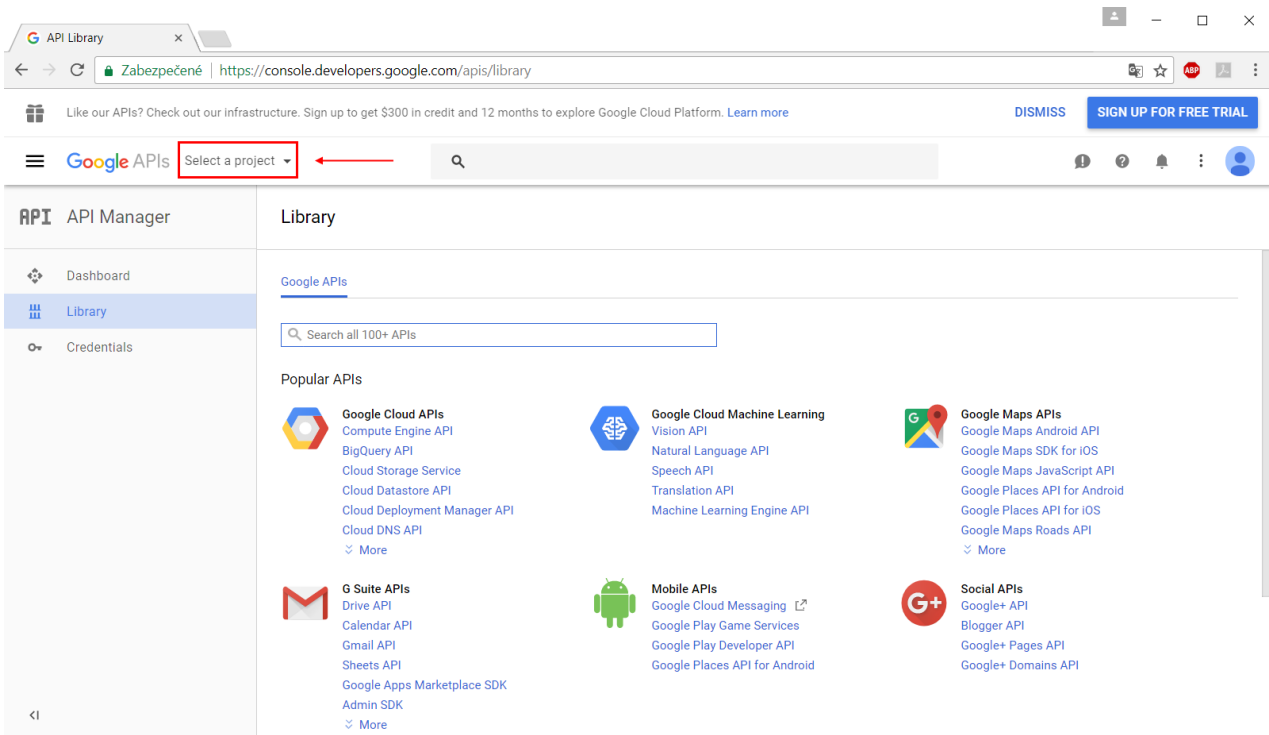 API Library
Zabezpečené https://console.developers.google.com/apis/library
ABP
Like our APIs? Check out our infrastructure. Sign up to get $300 in credit and 12 months to explore Google Cloud Platform. Learn more
DISMISS
SIGN UP FOR FREE TRIAL
Google APIs
Select a project
API API Manager
Dashboard
Library
Credentials
Library
Google APIs
Search all 100+ APIs
Popular APIs
Google Cloud APIs
Compute Engine API
BigQuery API
Cloud Storage Service
Cloud Datastore API
Cloud Deployment Manager API
Cloud DNS API
More
Google Cloud Machine Learning
Vision API
Natural Language API
Speech API
Translation API
Machine Learning Engine API
Google Maps APIs
Google Maps Android API
Google Maps SDK for iOS
Google Maps JavaScript API
Google Places API for Android
Google Places API for iOS
Google Maps Roads API
More
G Suite APIs
Drive API
Calendar API
Gmail API
Sheets API
Google Apps Marketplace SDK
Admin SDK
More
Mobile APIs
Google Cloud Messaging
Google Play Game Services
Google Play Developer API
Google Places API for Android
G+
Social APIs
Google+ API
Blogger API
Google+ Pages API
Google+ Domains API